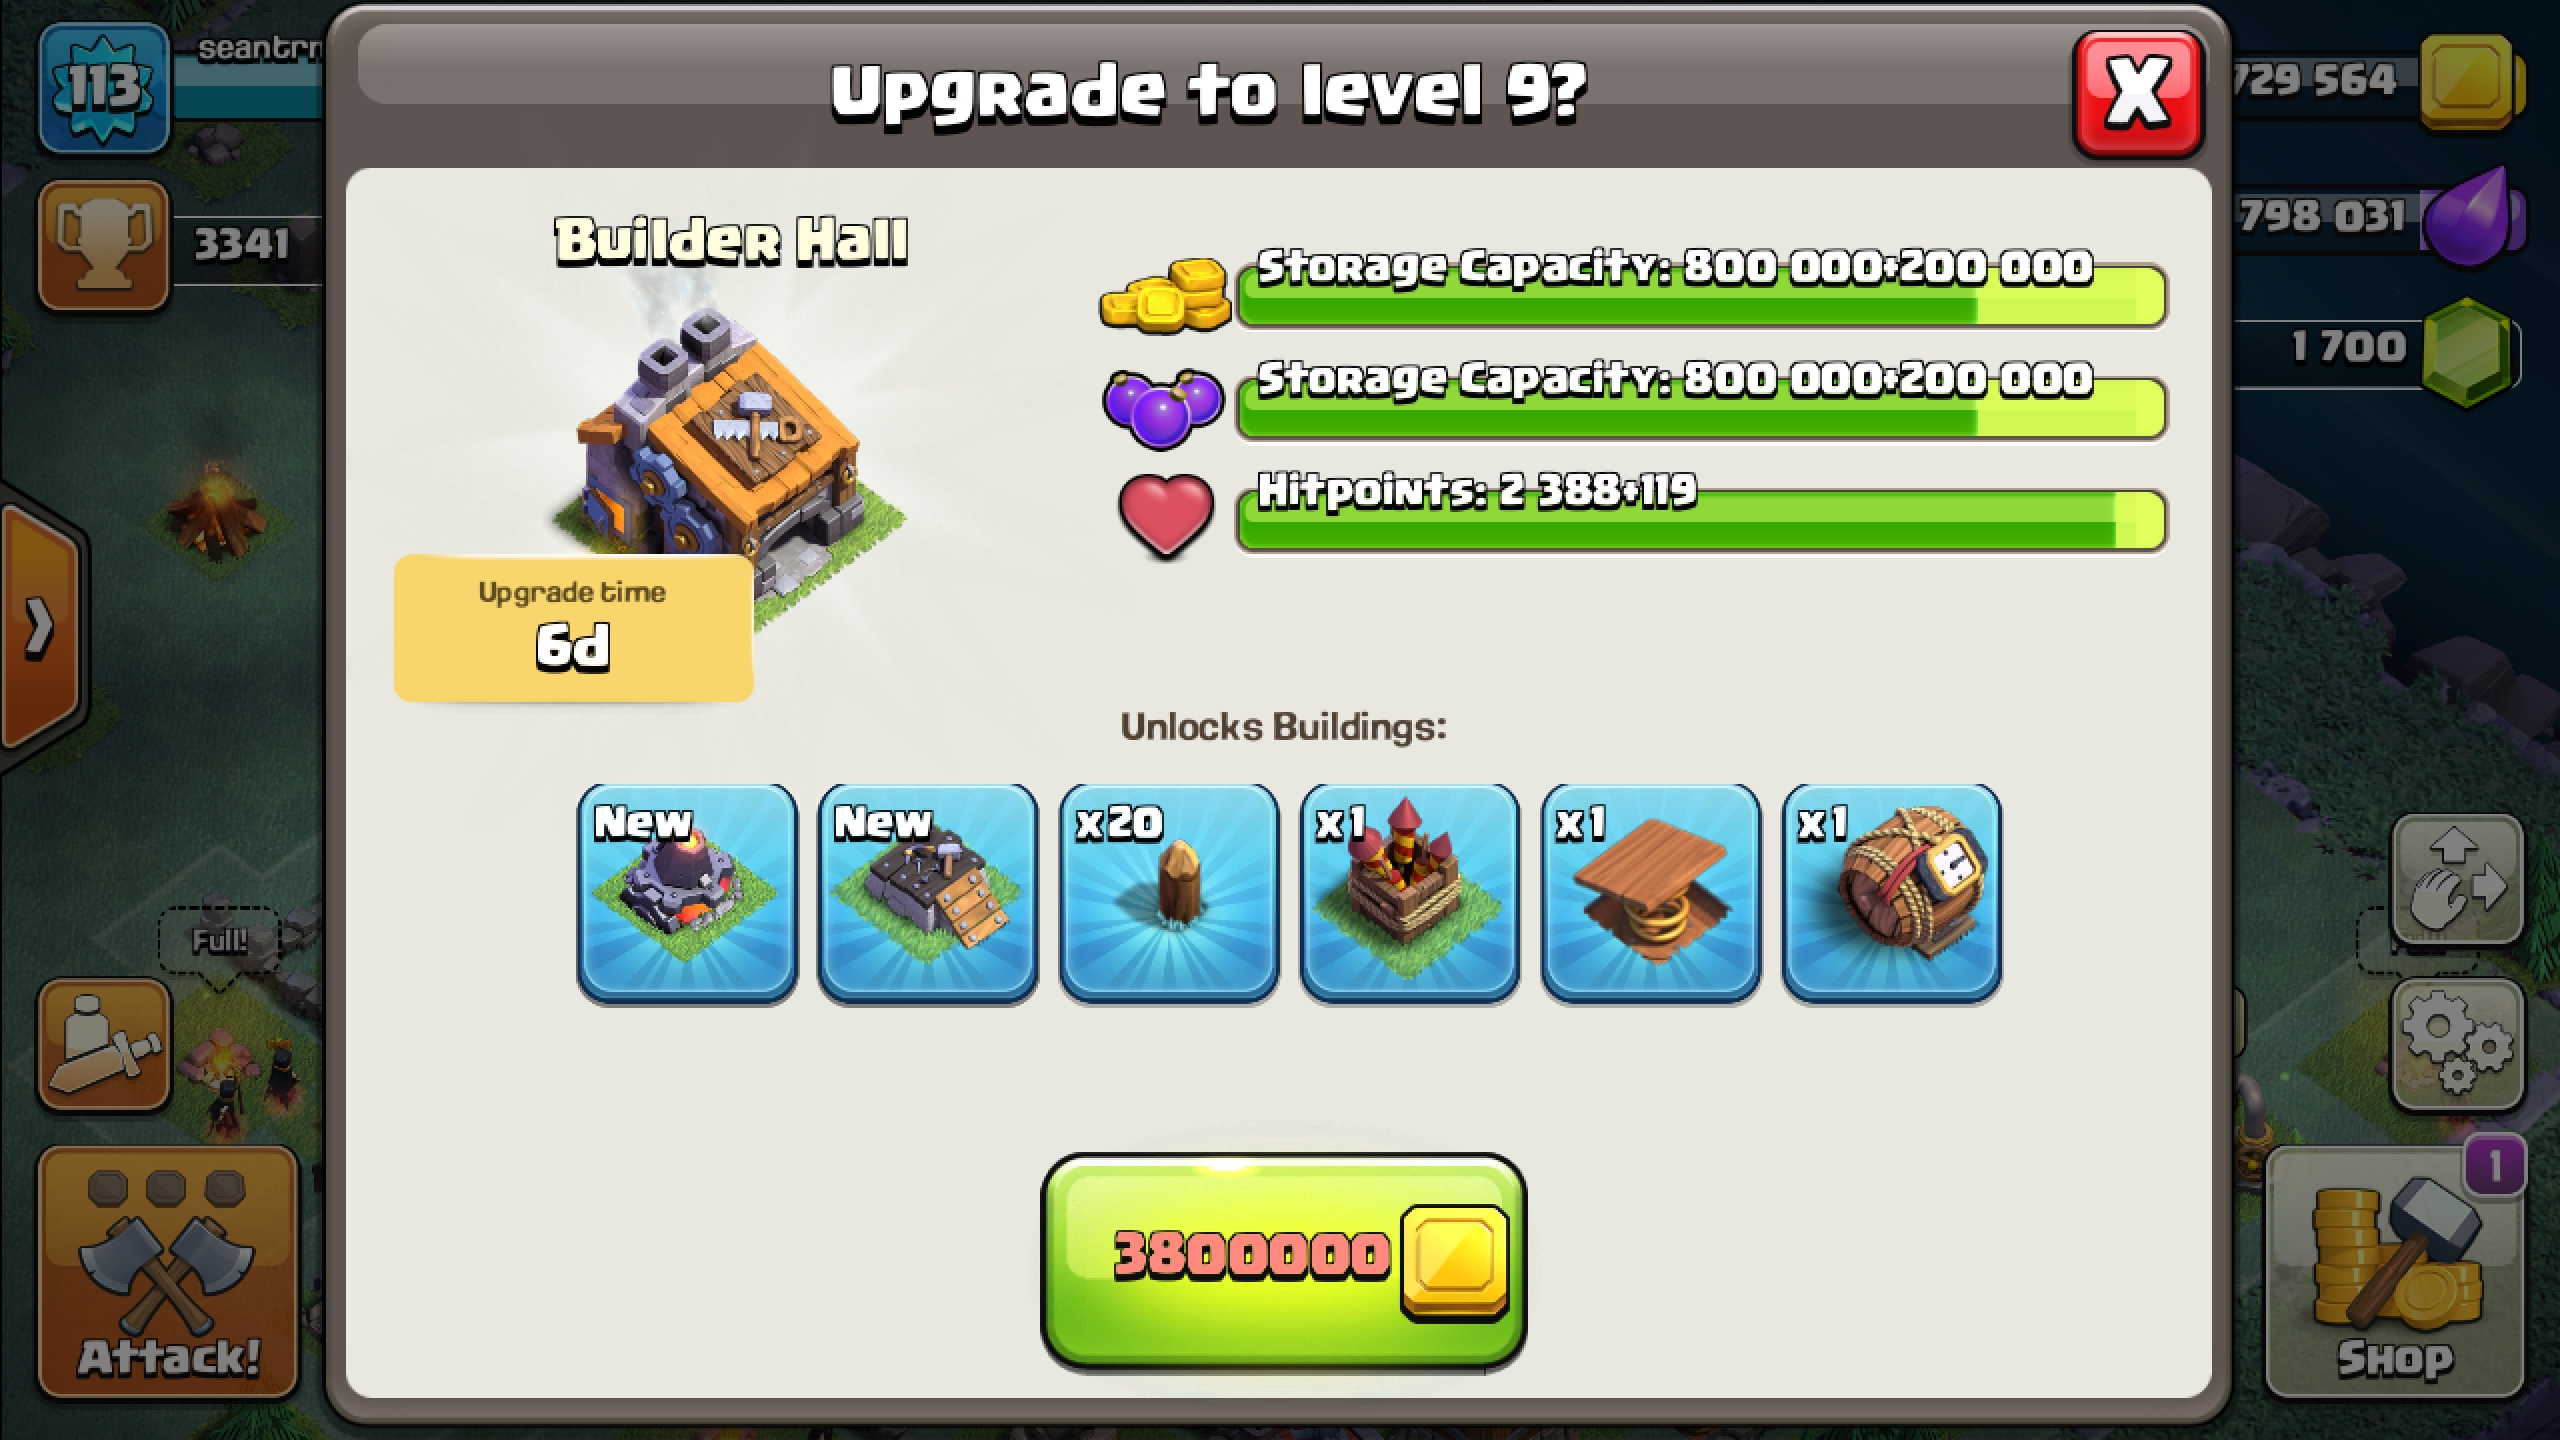 113
Upgrade to level 9?
X
3341
Builder Hall
Storage Capacity: 800 000+200 000
Storage Capacity: 800 000+200 000
Hitpoints: 2 388+119
798 031
1 700
Upgrade time
6d
Unlocks Buildings:
New
New
x20
x1
x1
x1
Full!
3800000
1
Attack!
Shop